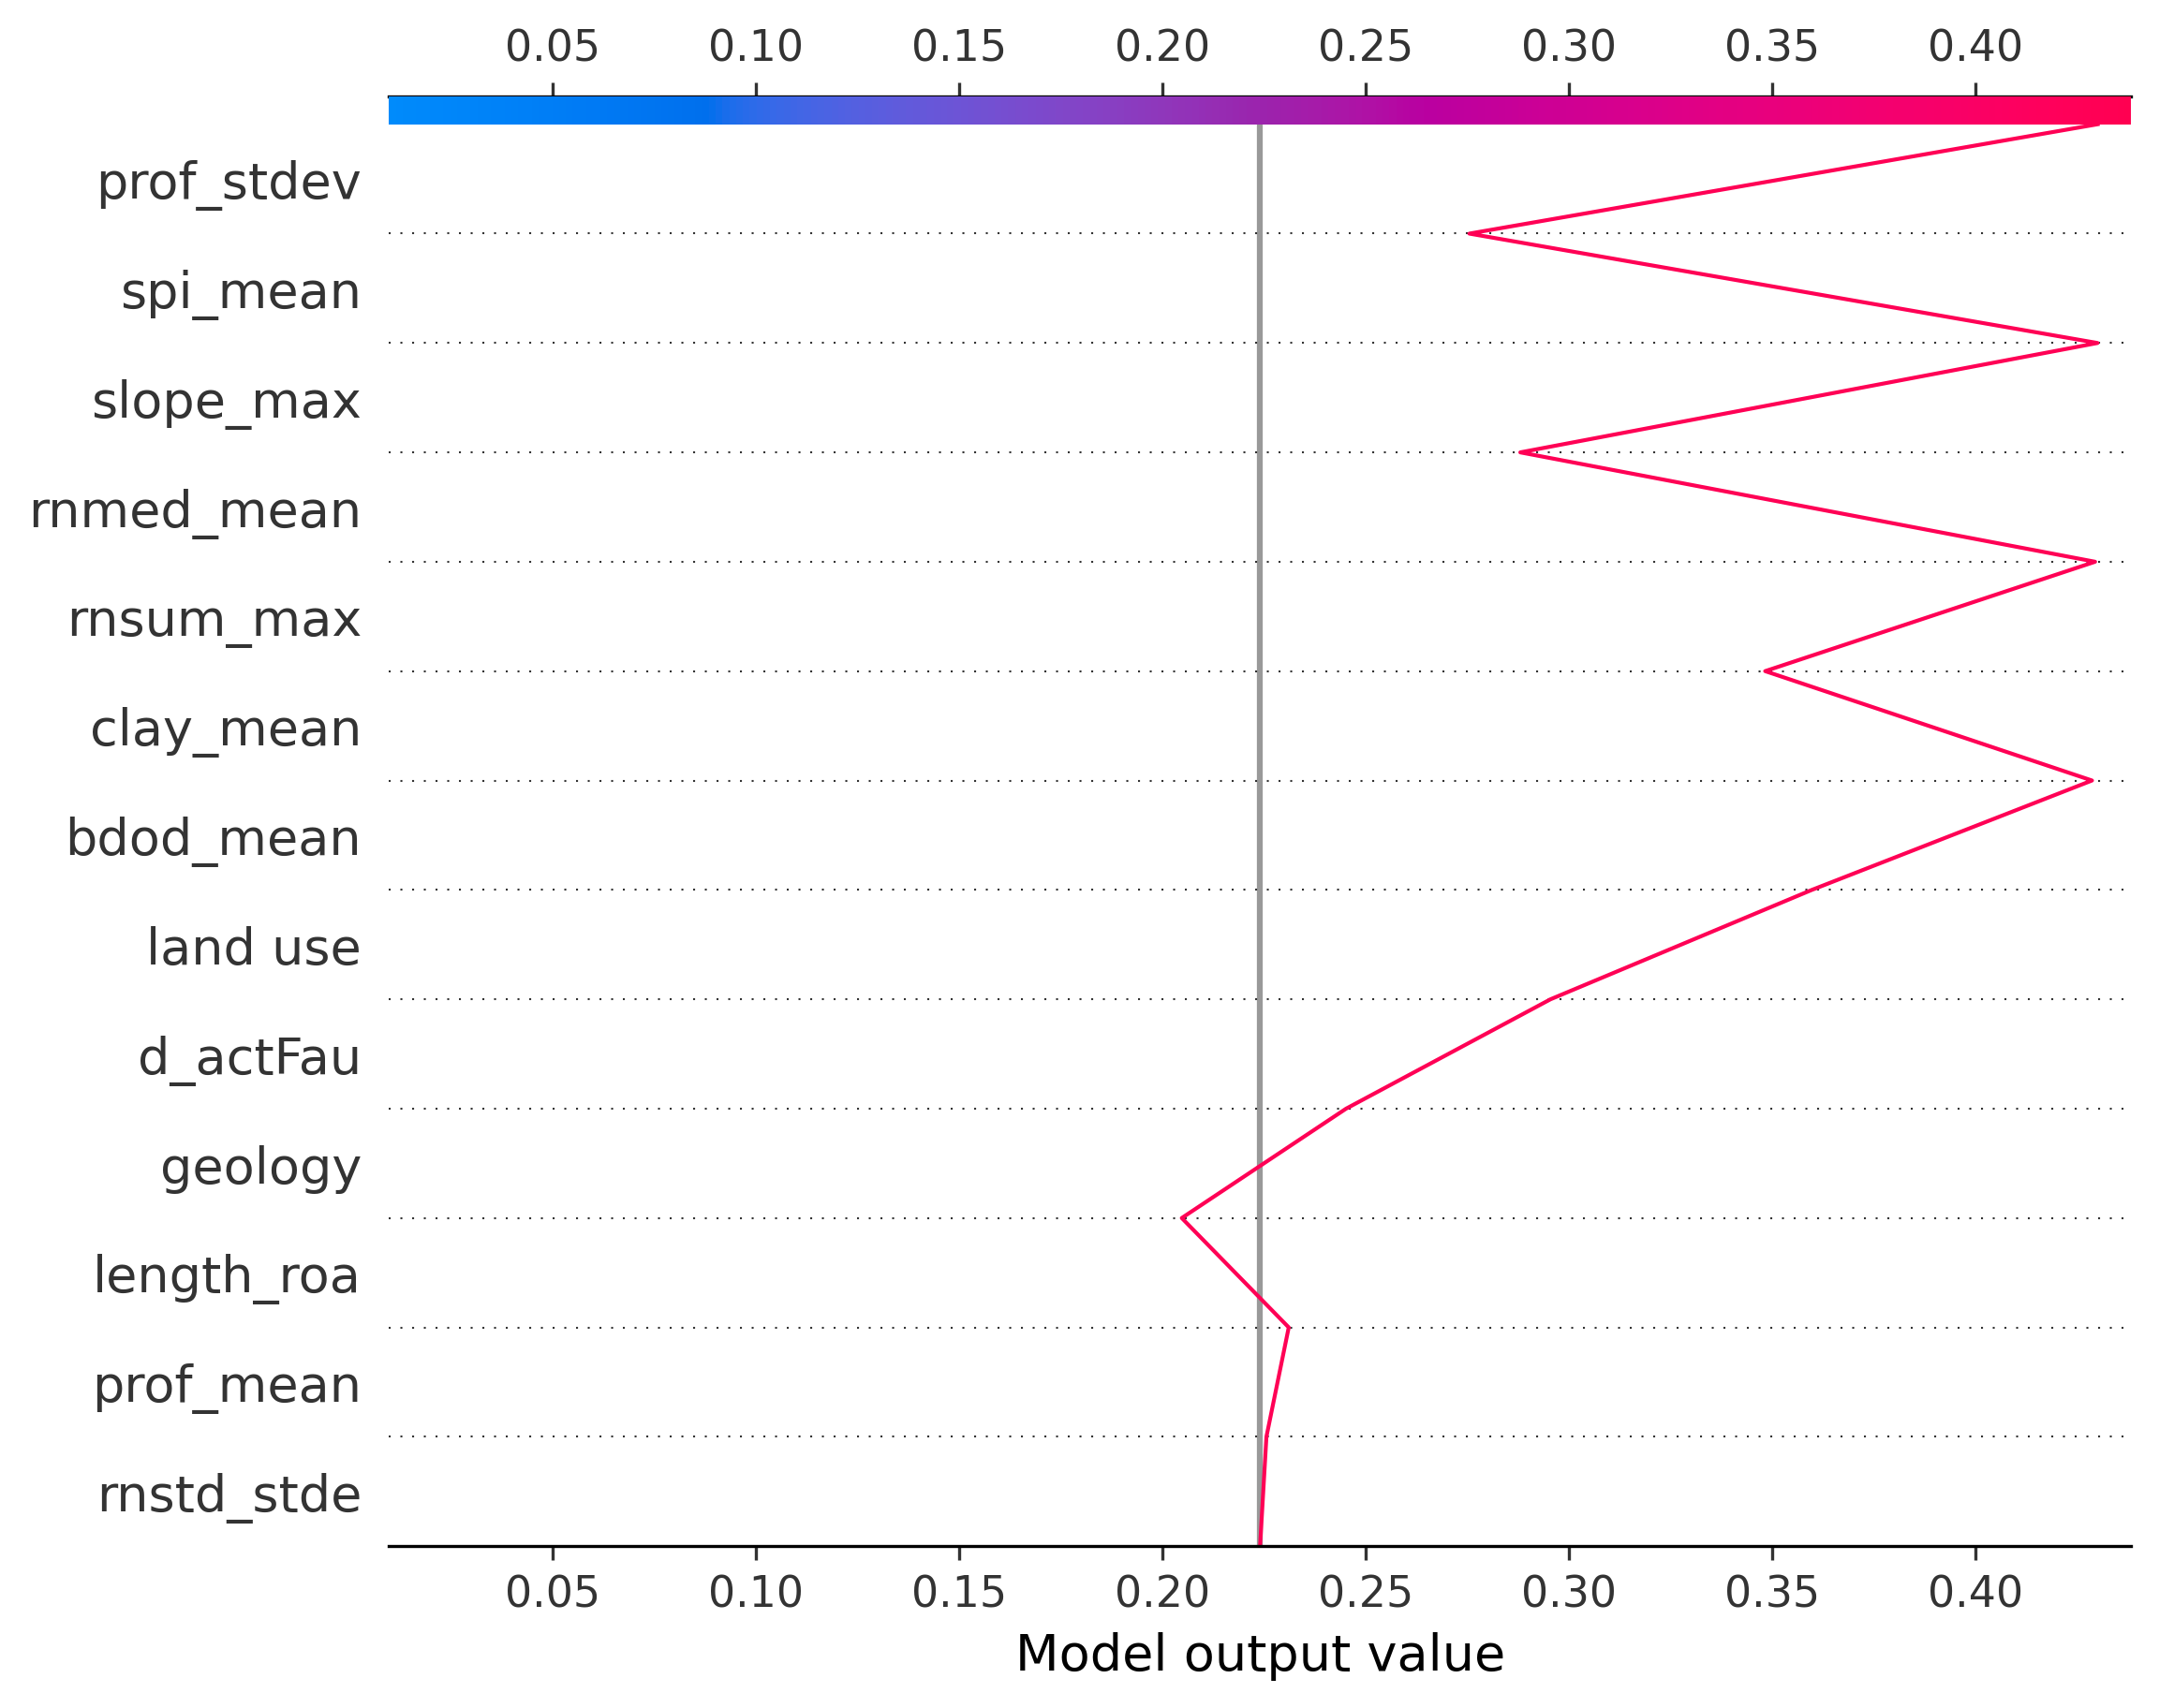 0.05 0.10 0.15 0.20 0.25 0.30 0.35 0.40
prof_stdev
spi_mean
slope_max
rnmed_mean
rnsum_max
clay_mean
bdod_mean
land use
d_actFau
geology
length_roa
prof_mean
rnstd_stde
0.05 0.10 0.15 0.20 0.25 0.30 0.35 0.40
Model output value